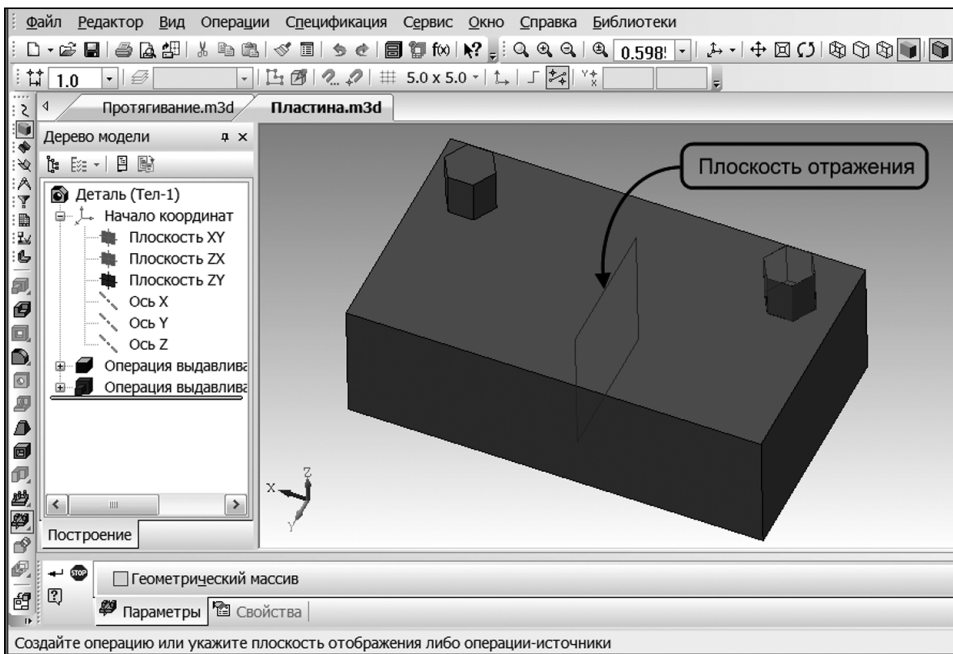 Файл Редактор Вид Операции Спецификация Сервис Окно Справка Библиотеки
f(x) 0.598
1.0 5.0 x 5.0
Протягивание.m3d Пластина.m3d
Дерево модели
Деталь (Тел-1)
Начало координат
Плоскость XY
Плоскость ZX
Плоскость ZY
Ось X
Ось Y
Ось Z
Операция выдавлива
Операция выдавлива
Построение
Плоскость отражения
Z
X
Y
STOP
Геометрический массив
Параметры Свойства
Создайте операцию или укажите плоскость отображения либо операции-источники